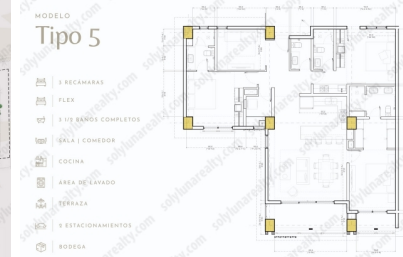 MODELO
Tipo 5
3 RECÁMARAS
FLEX
3 1/2 BAÑOS COMPLETOS
SALA | COMEDOR
COCINA
ÁREA DE LAVADO
TERRAZA
3 ESTACIONAMIENTOS
BODEGA
solylunarealty.com